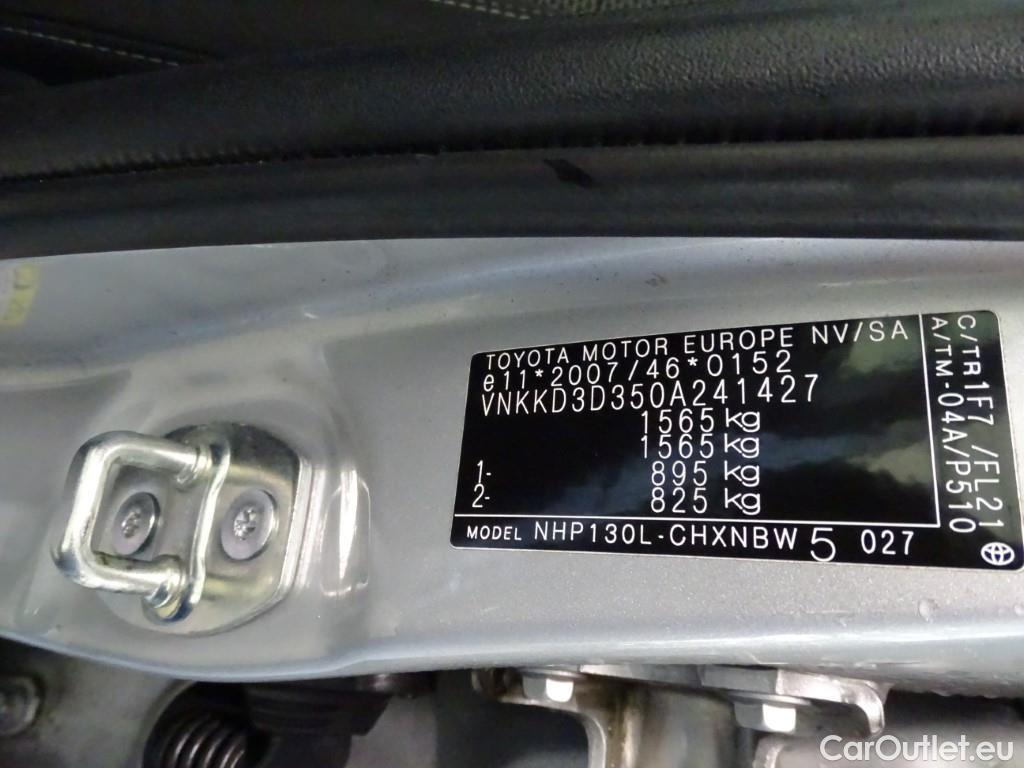 TOYOTA MOTOR EUROPE NV/SA
e11*2007/46*0152
VNKKD3D350A241427
1565 kg
1565 kg
1- 895 kg
2- 825 kg
MODEL NHP130L-CHXNBW 5 027
C/TR1F7 /FL21
A/TM-04A/P510
CarOutlet.eu